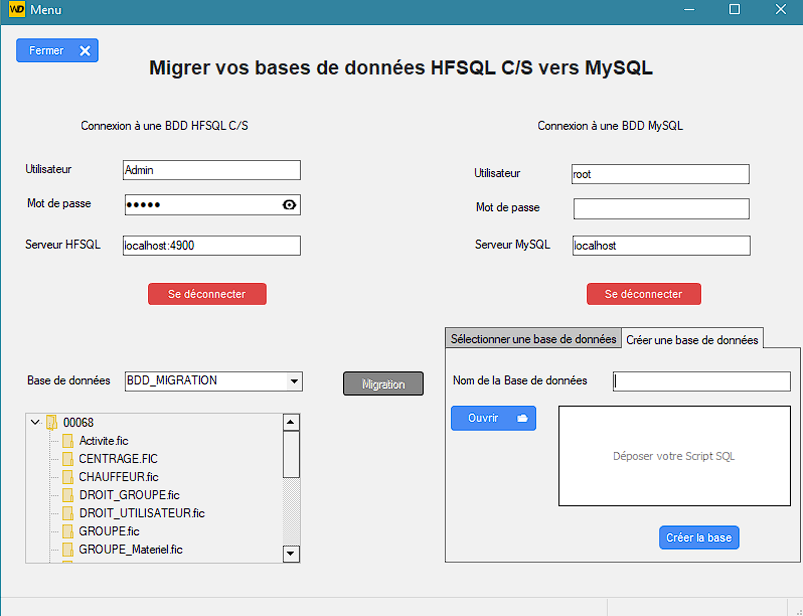 WD Menu
Fermer
Migrer vos bases de données HFSQL C/S vers MySQL
Connexion à une BDD HFSQL C/S
Utilisateur Admin
Mot de passe •••••
Serveur HFSQL localhost:4900
Se déconnecter
Connexion à une BDD MySQL
Utilisateur root
Mot de passe
Serveur MySQL localhost
Se déconnecter
Base de données BDD_MIGRATION
Migration
00068
Activite.fic
CENTRAGE.FIC
CHAUFFEUR.fic
DROIT_GROUPE.fic
DROIT_UTILISATEUR.fic
GROUPE.fic
GROUPE_Materiel.fic
Sélectionner une base de données Créer une base de données
Nom de la Base de données
Ouvrir
Déposer votre Script SQL
Créer la base